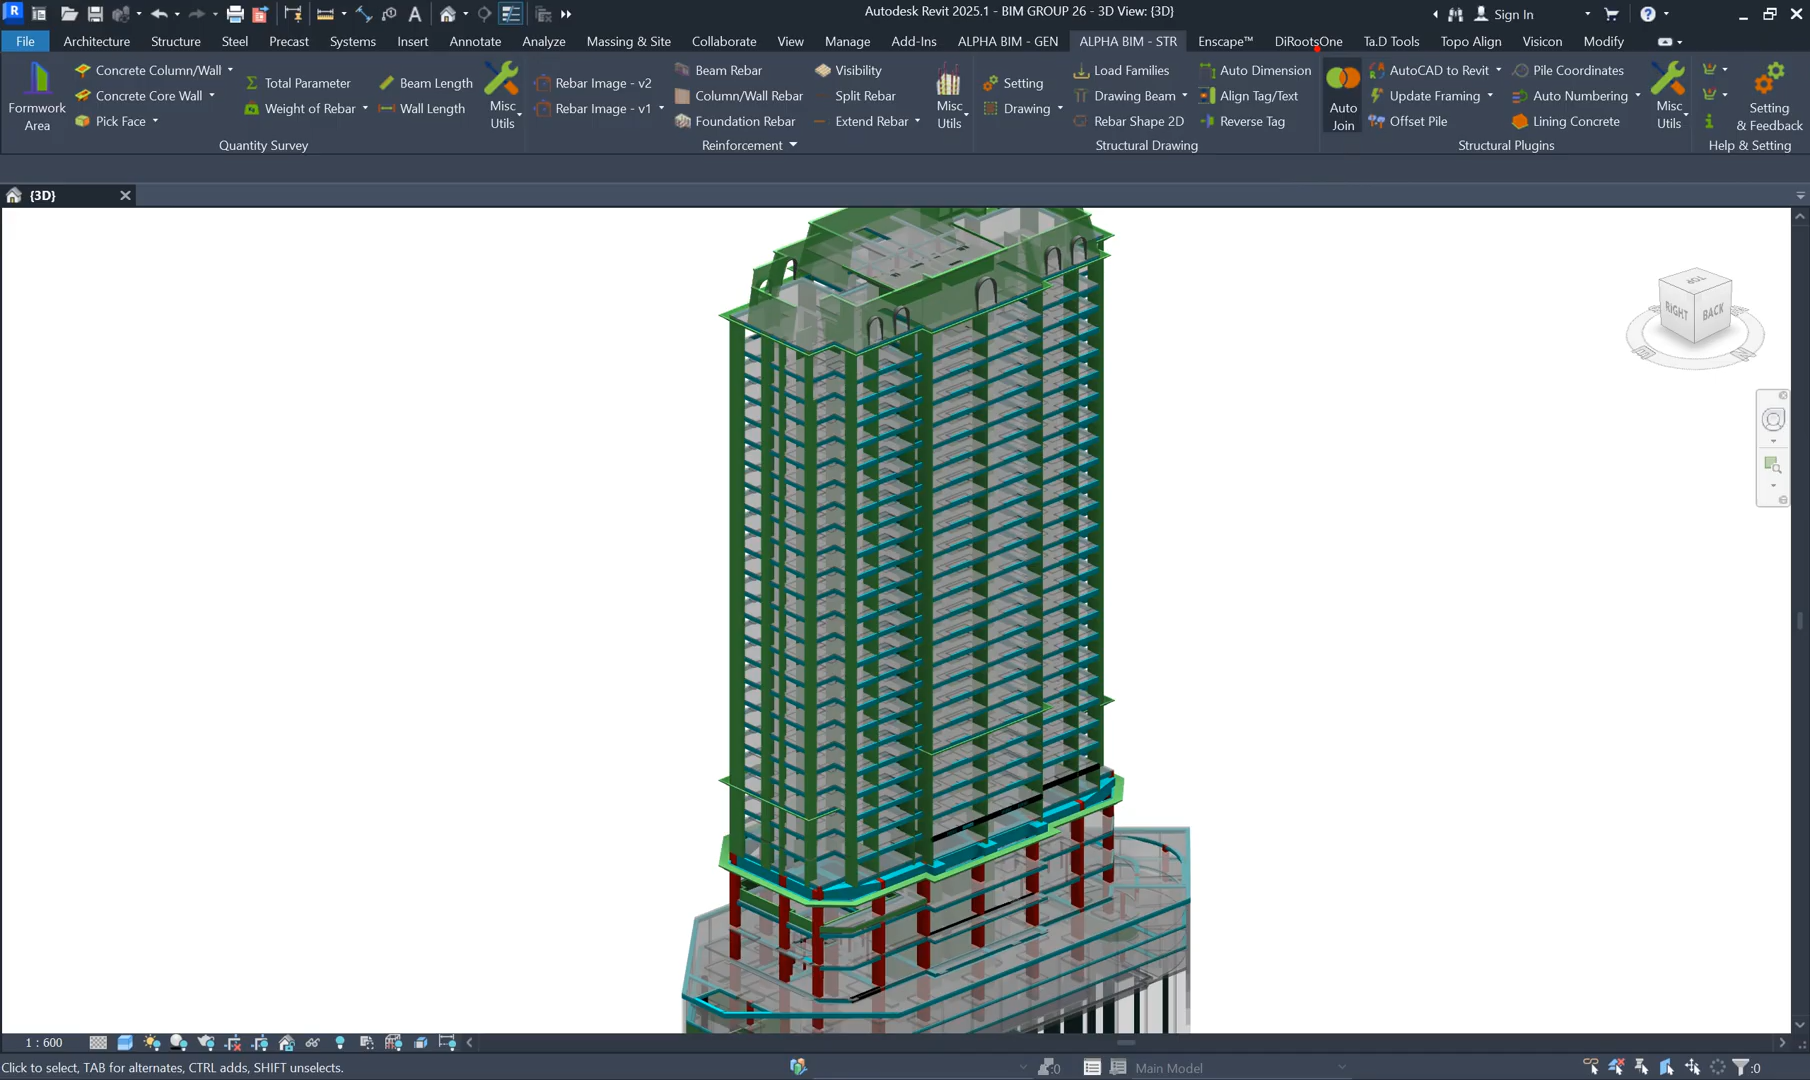 Autodesk Revit 2025.1 - BIM GROUP 26 - 3D View: {3D}
Sign In
File Architecture Structure Steel Precast Systems Insert Annotate Analyze Massing & Site Collaborate View Manage Add-Ins ALPHA BIM - GEN ALPHA BIM - STR Enscape™ DiRootsOne Ta.D Tools Topo Align Visicon Modify
Formwork Area
Concrete Column/Wall
Concrete Core Wall
Pick Face
Total Parameter
Weight of Rebar
Beam Length
Wall Length
Misc Utils
Quantity Survey
Rebar Image - v2
Rebar Image - v1
Beam Rebar
Column/Wall Rebar
Foundation Rebar
Visibility
Split Rebar
Extend Rebar
Misc Utils
Reinforcement
Setting
Drawing
Load Families
Drawing Beam
Rebar Shape 2D
Auto Dimension
Align Tag/Text
Reverse Tag
Structural Drawing
Auto Join
AutoCAD to Revit
Update Framing
Offset Pile
Pile Coordinates
Auto Numbering
Lining Concrete
Misc Utils
Structural Plugins
Setting & Feedback
Help & Setting
{3D}
TOP
RIGHT
BACK
1 : 600
Click to select, TAB for alternates, CTRL adds, SHIFT unselects.
:0
Main Model
:0